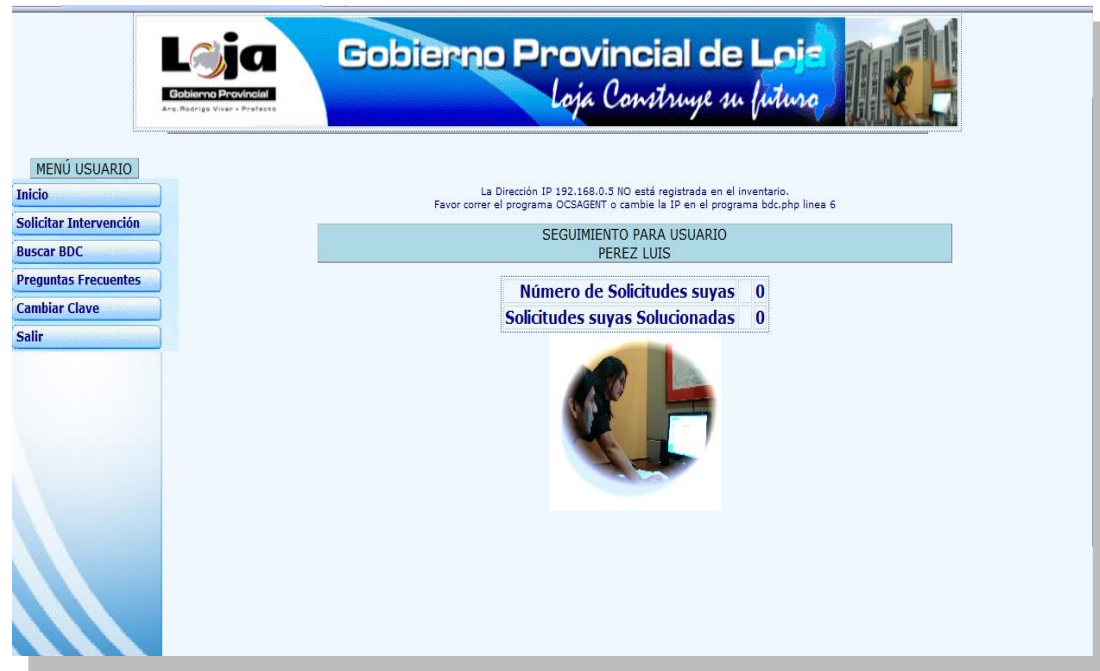 Loja
Gobierno Provincial
Arq. Rodrigo Vivar - Prefecto
Gobierno Provincial de Loja
Loja Construye su futuro
MENÚ USUARIO
Inicio
Solicitar Intervención
Buscar BDC
Preguntas Frecuentes
Cambiar Clave
Salir
La Dirección IP 192.168.0.5 NO está registrada en el inventario.
Favor correr el programa OCSAGENT o cambie la IP en el programa bdc.php linea 6
SEGUIMIENTO PARA USUARIO
PEREZ LUIS
Número de Solicitudes suyas 0
Solicitudes suyas Solucionadas 0